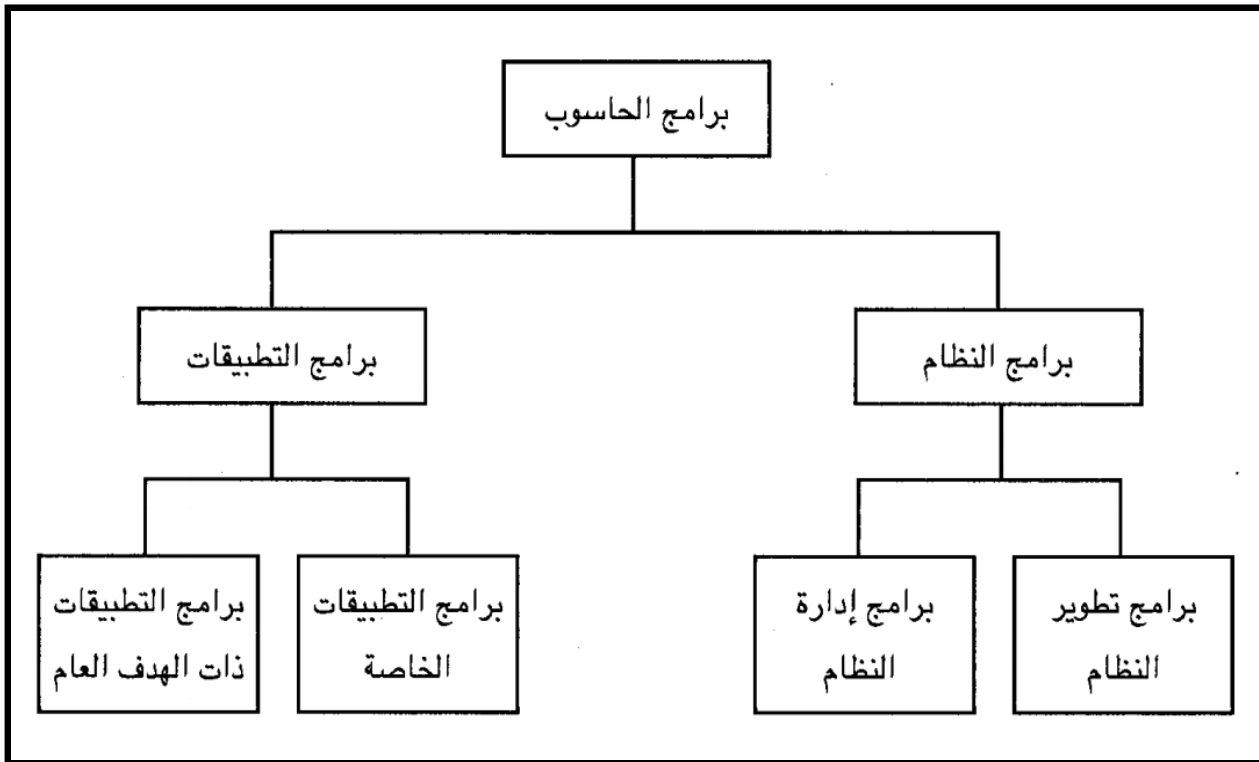 برامج الحاسوب
برامج النظام
برامج التطبيقات
برامج تطوير
النظام
برامج إدارة
النظام
برامج التطبيقات
الخاصة
برامج التطبيقات
ذات الهدف العام